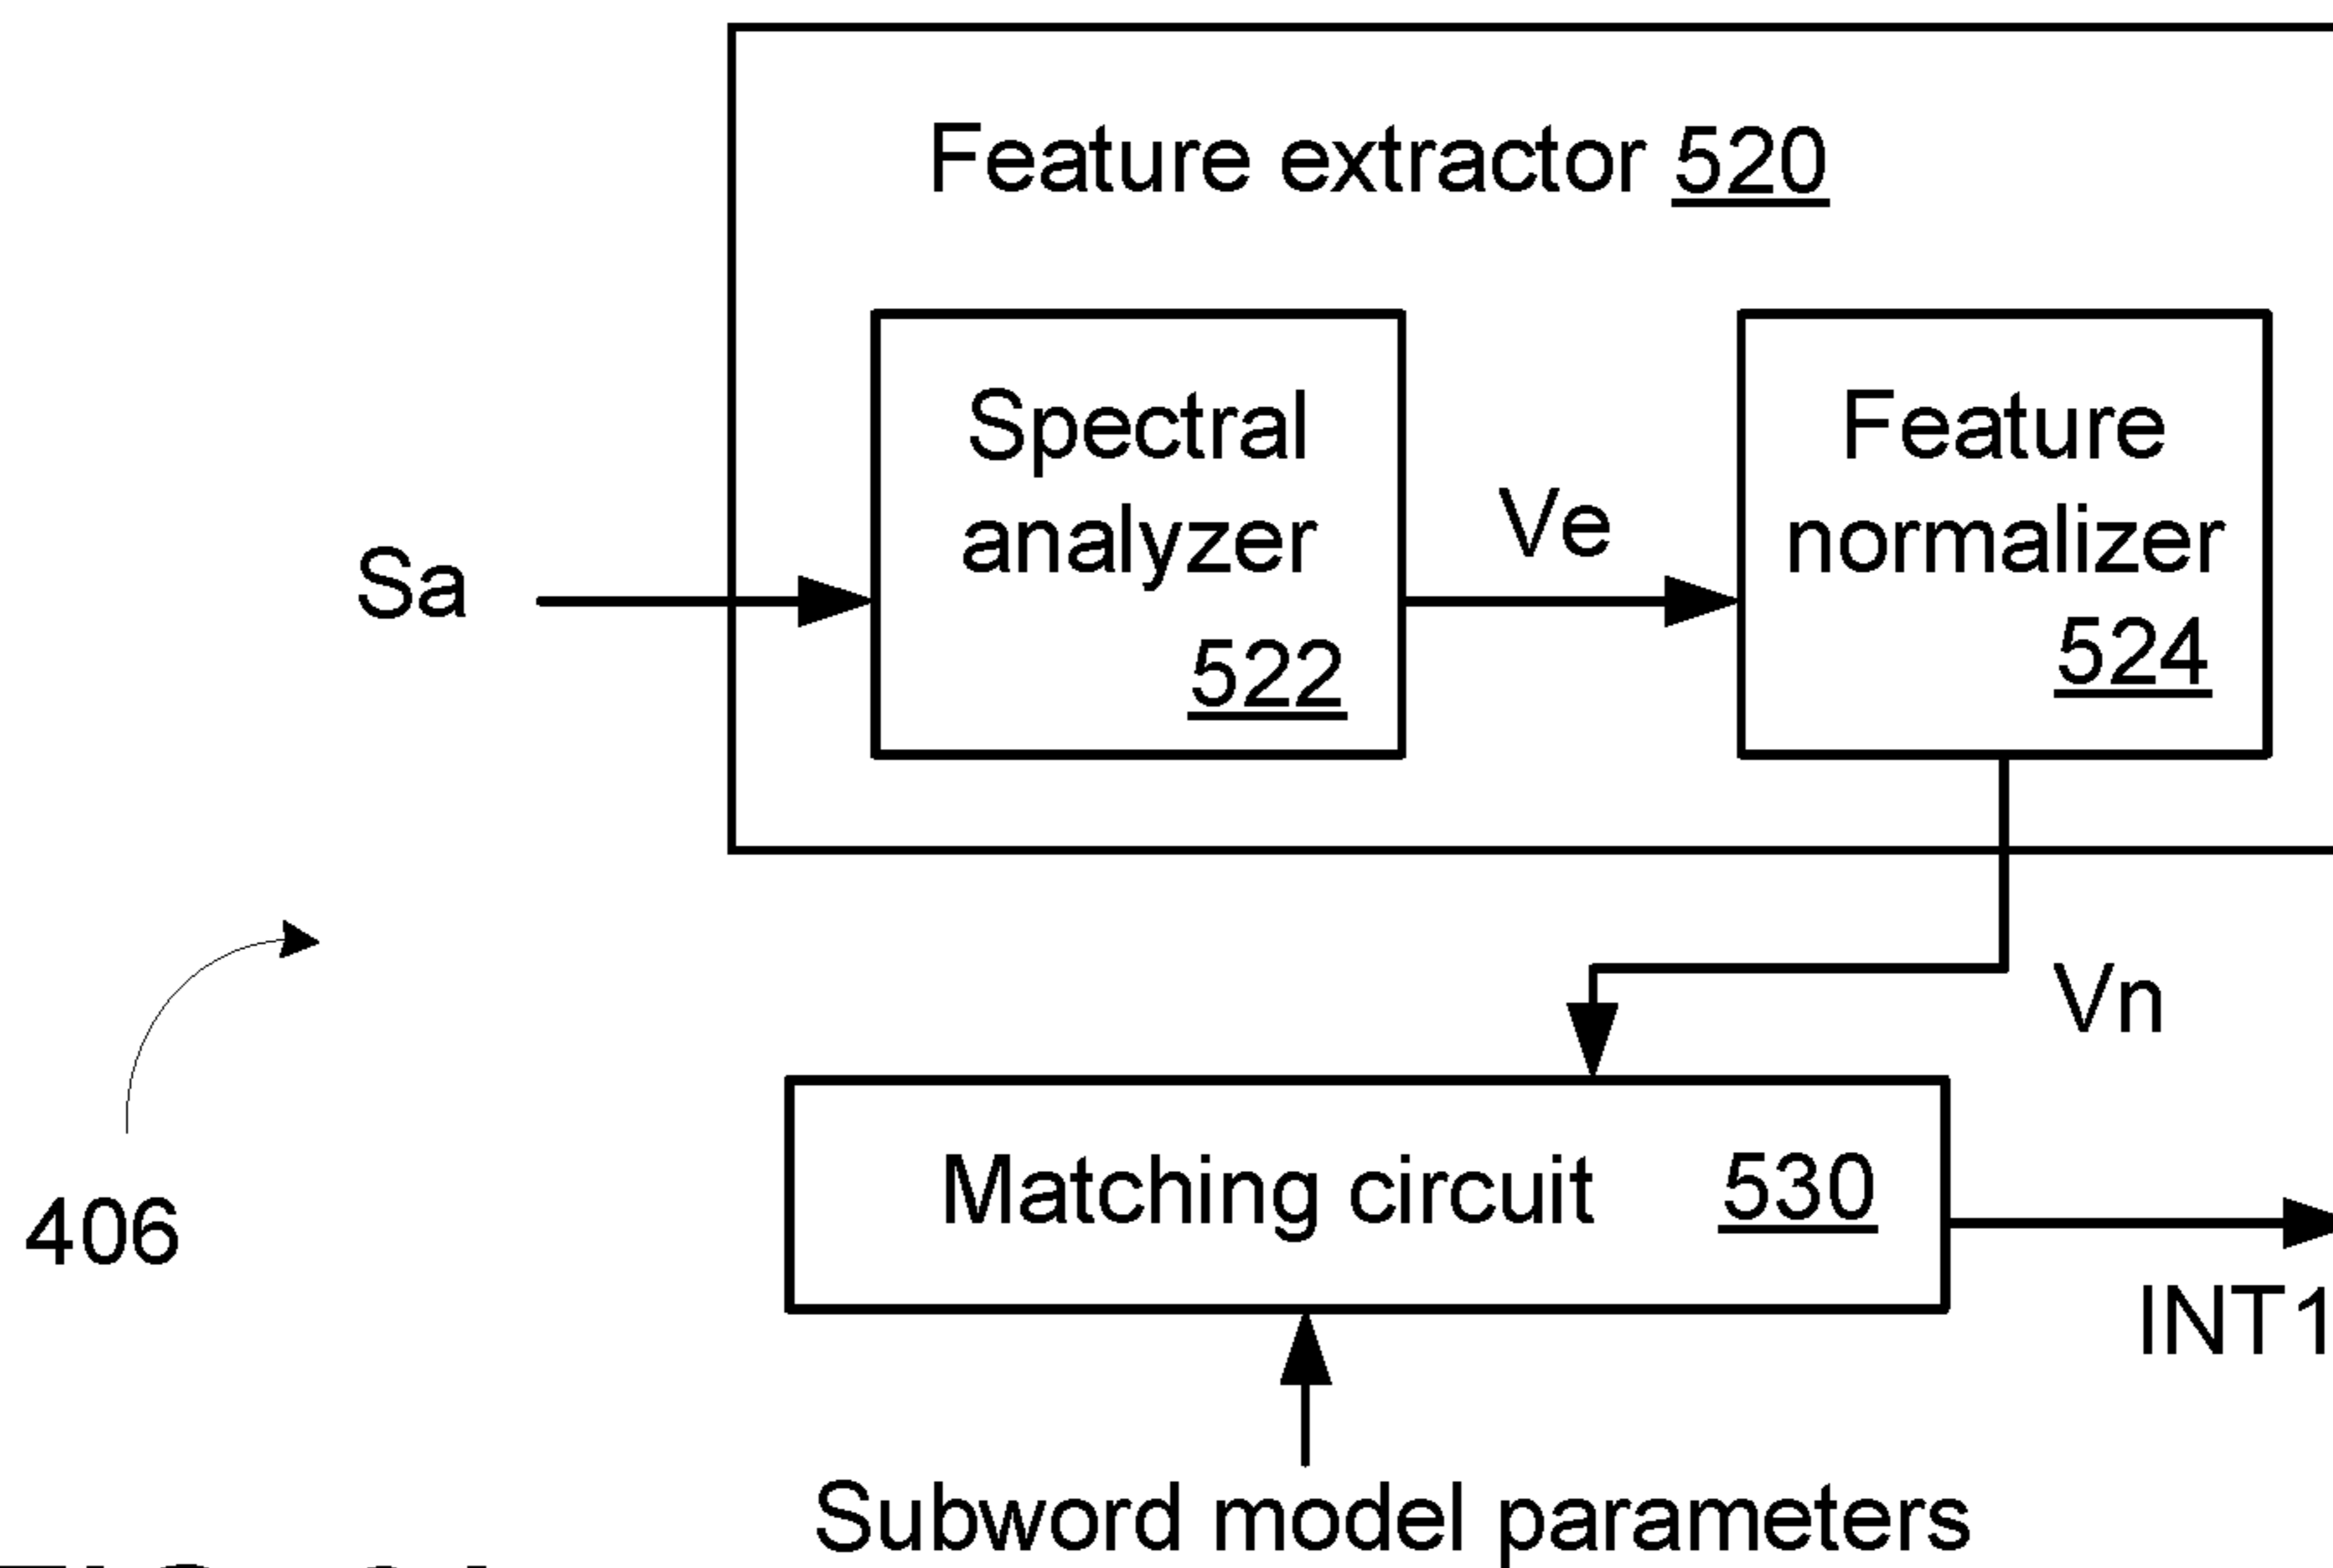 Feature extractor 520
Spectral
analyzer
522
Ve
Feature
normalizer
524
Sa
Vn
Matching circuit 530
406
INT1
Subword model parameters